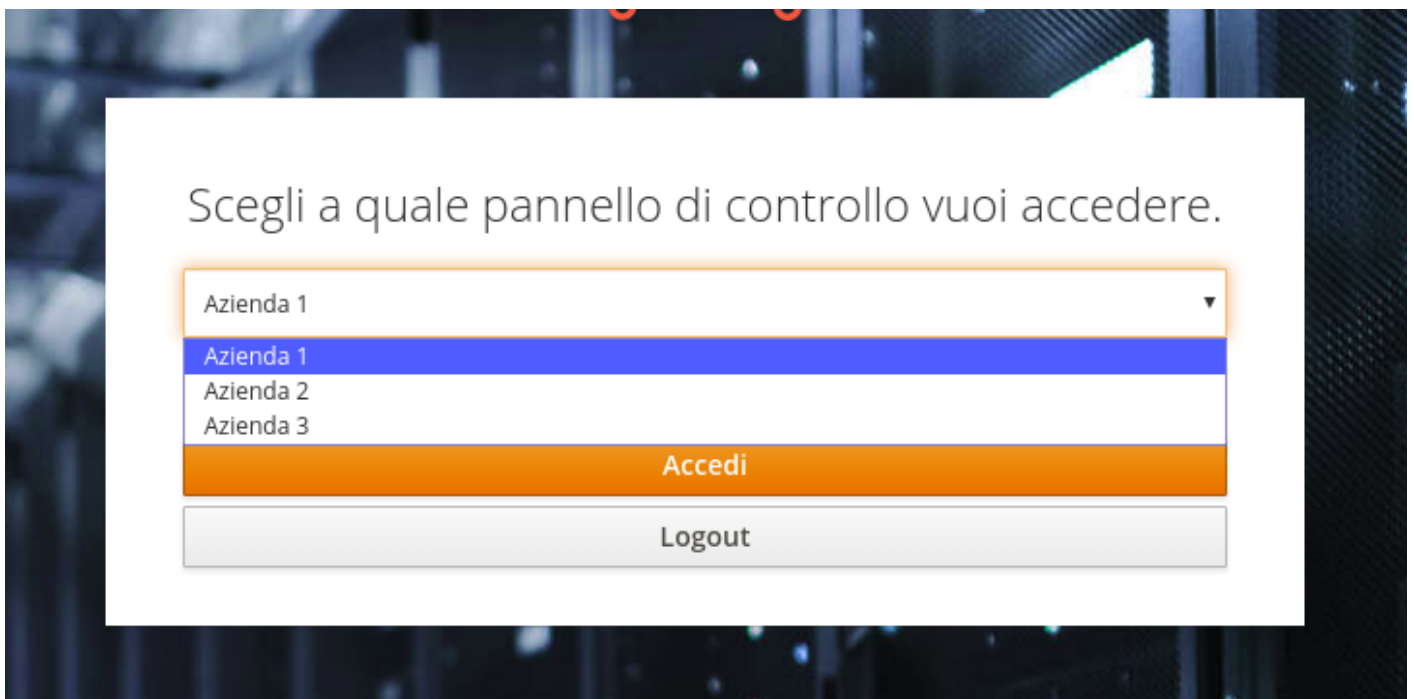 Scegli a quale pannello di controllo vuoi accedere.
Azienda 1
Azienda 1
Azienda 2
Azienda 3
Accedi
Logout